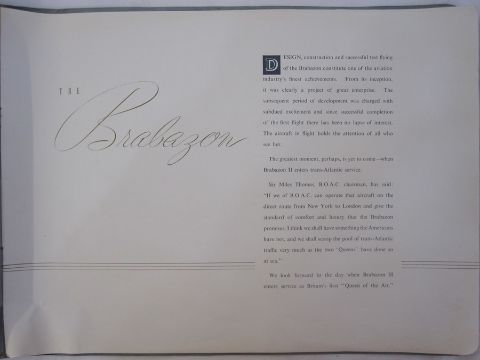 THE
Brabazon
DESIGN, construction and successful test flying
of the Brabazon constitute one of the aviation
industry's finest achievements. From its inception,
it was clearly a project of great enterprise. The
subsequent period of development was charged with
subdued excitement and since successful completion
of the first flight there has been no lapse of interest.
The aircraft in flight holds the attention of all who
see her.
The greatest moment, perhaps, is yet to come—when
Brabazon II enters trans-Atlantic service.
Sir Miles Thomas, B.O.A.C. chairman, has said:
"If we of B.O.A.C. can operate that aircraft on the
direct route from New York to London and give the
standard of comfort and luxury that the Brabazon
promises, I think we shall have something the Americans
have not, and we shall scoop the pool of trans-Atlantic
traffic very much as the two 'Queens' have done so
at sea."
We look forward to the day when Brabazon II
enters service as Britain's first "Queen of the Air."